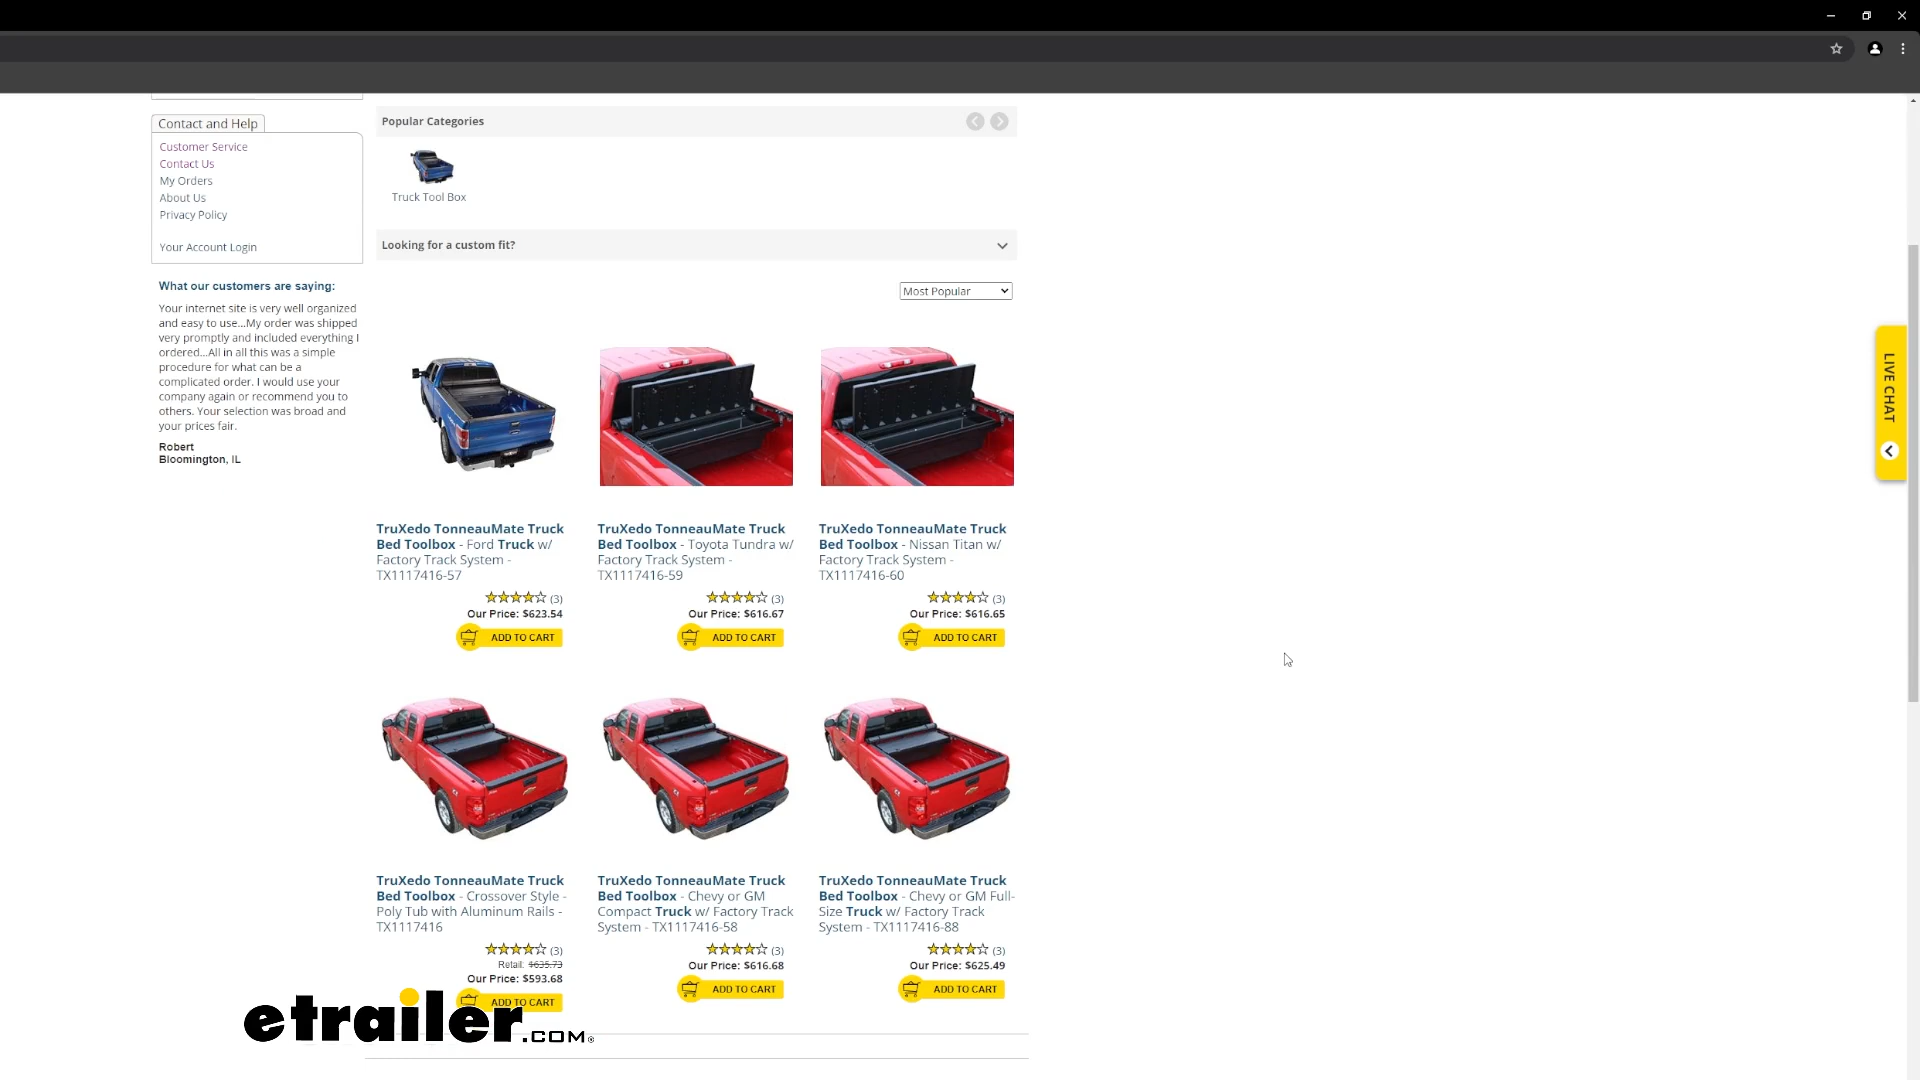 Contact and Help
Customer Service
Contact Us
My Orders
About Us
Privacy Policy
Your Account Login
What our customers are saying:
Your internet site is very well organized
and easy to use...My order was shipped
very promptly and included everything I
ordered...All in all this was a simple
procedure for what can be a
complicated order. I would use your
company again or recommend you to
others. Your selection was broad and
your prices fair.
Robert
Bloomington, IL
Popular Categories
Truck Tool Box
Looking for a custom fit?
Most Popular
TruXedo TonneauMate Truck
Bed Toolbox - Ford Truck w/
Factory Track System -
TX1117416-57
(3)
Our Price: $623.54
ADD TO CART
TruXedo TonneauMate Truck
Bed Toolbox - Toyota Tundra w/
Factory Track System -
TX1117416-59
(3)
Our Price: $616.67
ADD TO CART
TruXedo TonneauMate Truck
Bed Toolbox - Nissan Titan w/
Factory Track System -
TX1117416-60
(3)
Our Price: $616.65
ADD TO CART
TruXedo TonneauMate Truck
Bed Toolbox - Crossover Style -
Poly Tub with Aluminum Rails -
TX1117416
(3)
Retail: $635.73
Our Price: $593.68
ADD TO CART
TruXedo TonneauMate Truck
Bed Toolbox - Chevy or GM
Compact Truck w/ Factory Track
System - TX1117416-58
(3)
Our Price: $616.68
ADD TO CART
TruXedo TonneauMate Truck
Bed Toolbox - Chevy or GM Full-
Size Truck w/ Factory Track
System - TX1117416-88
(3)
Our Price: $625.49
ADD TO CART
LIVE CHAT
etrailer.COM®